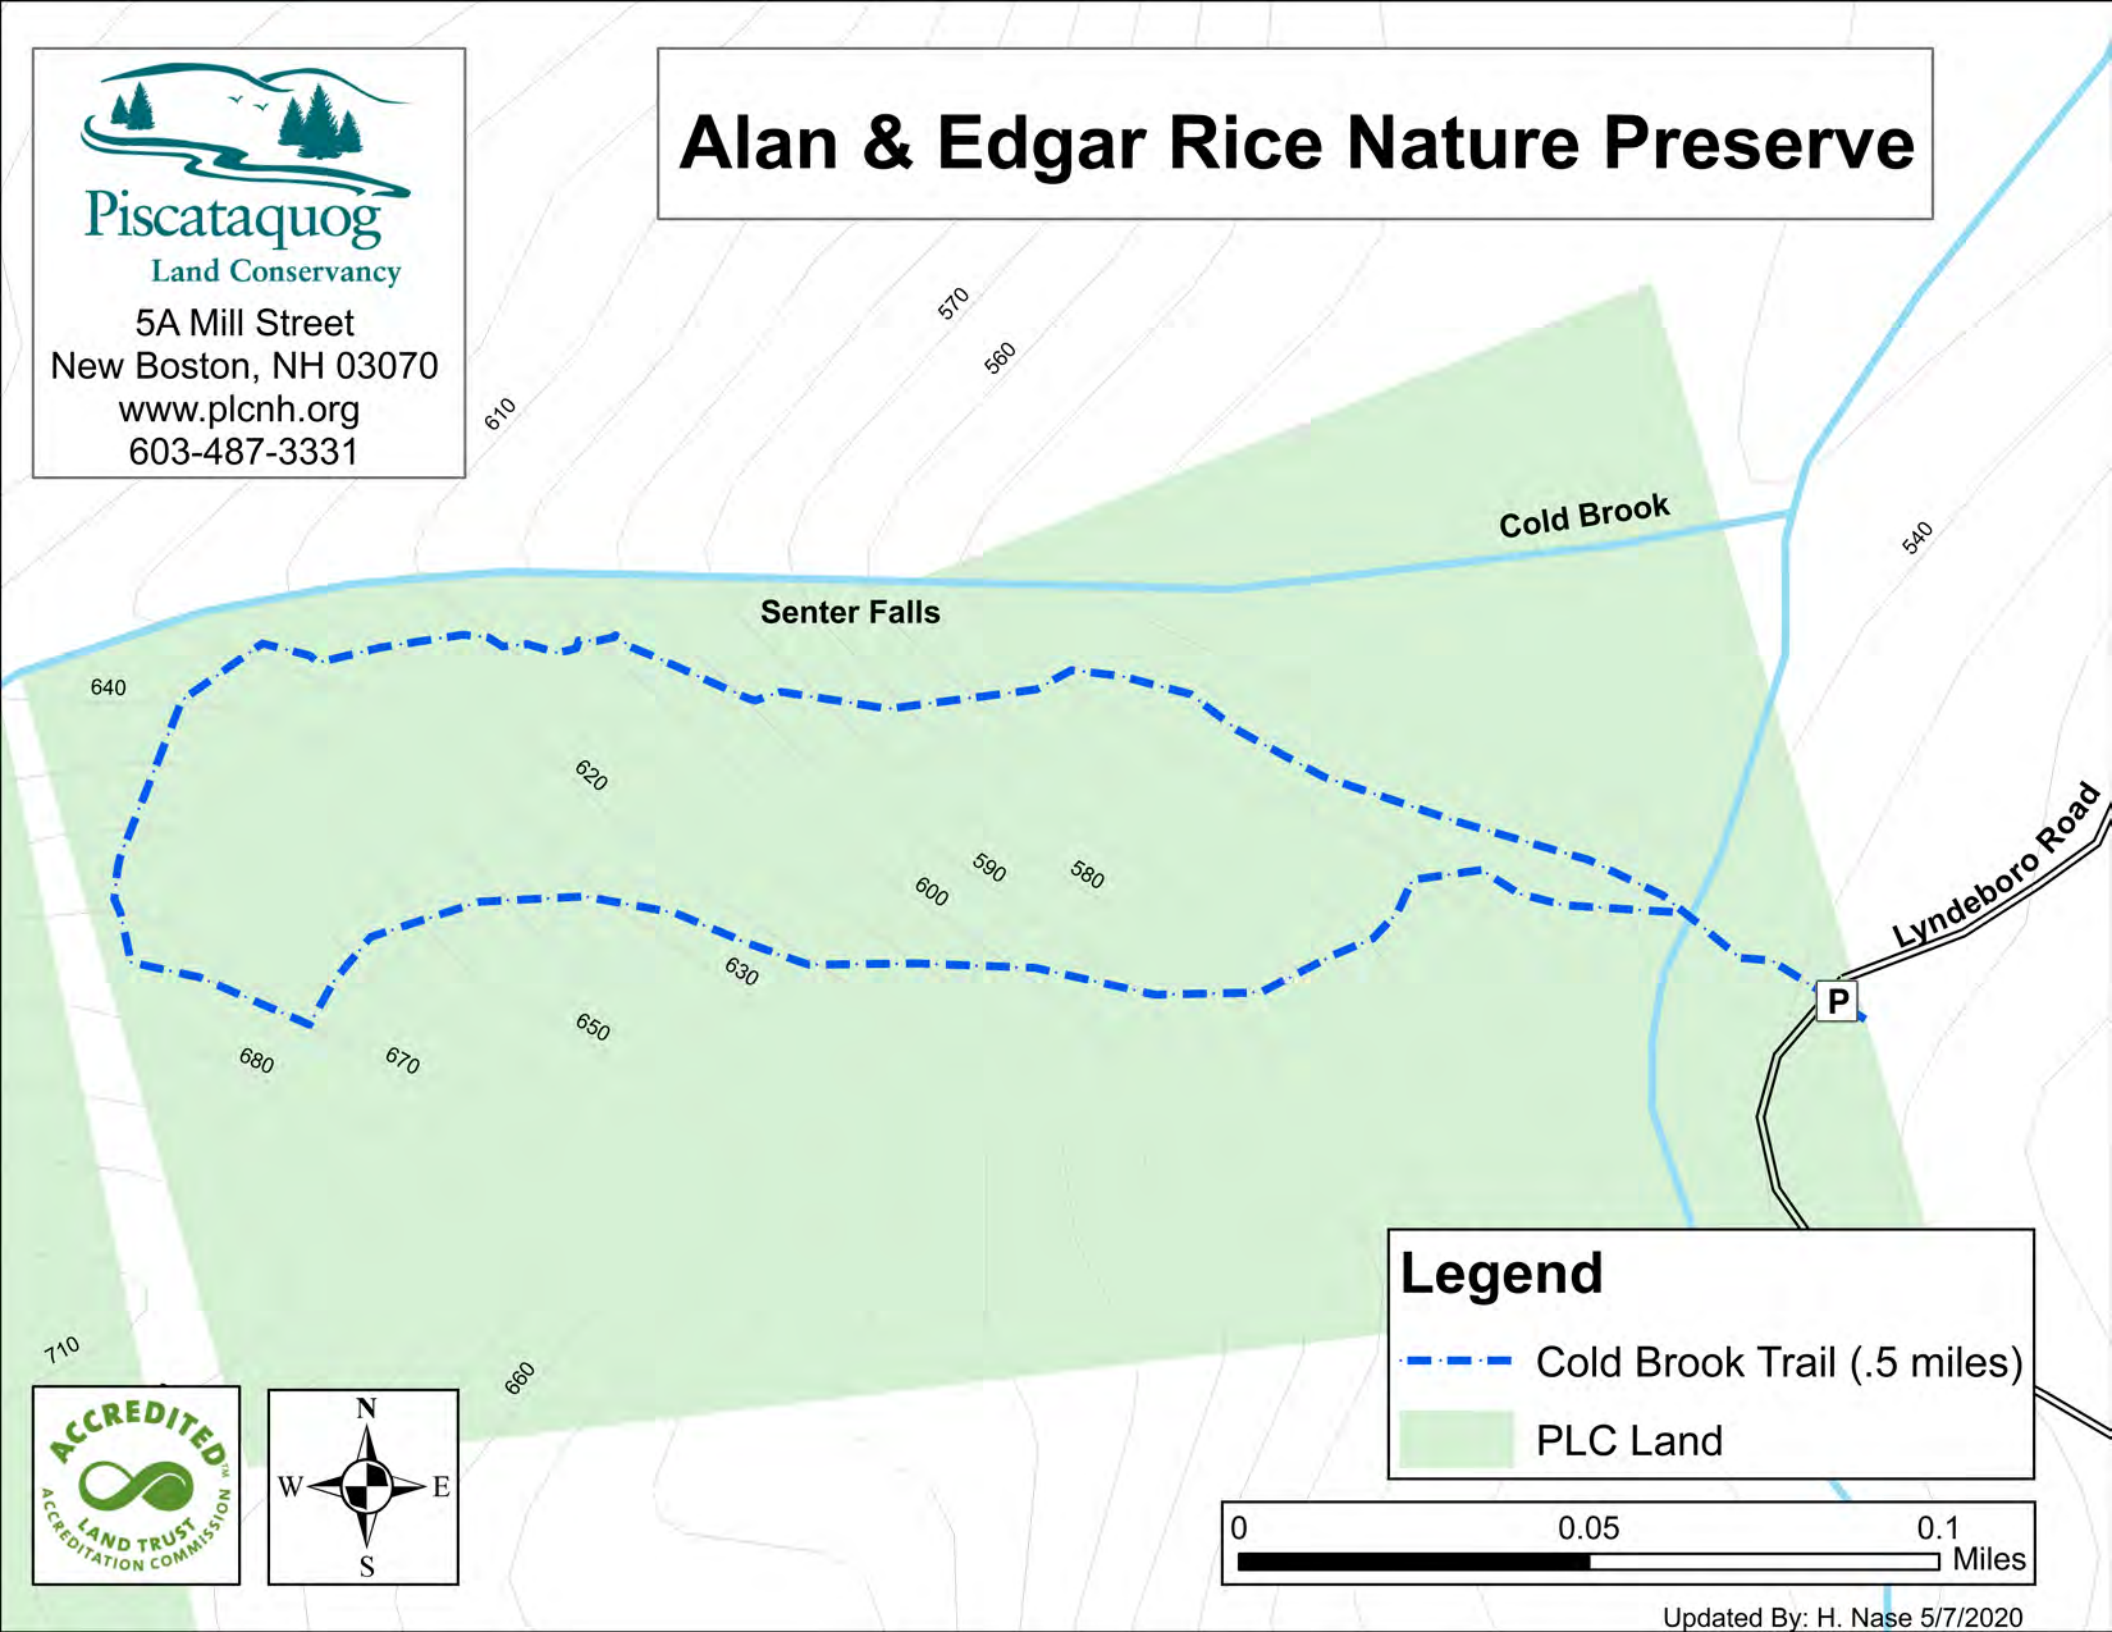 Piscataquog
Land Conservancy
5A Mill Street
New Boston, NH 03070
www.plcnh.org
603-487-3331
Alan & Edgar Rice Nature Preserve
570
560
610
Cold Brook
540
Senter Falls
640
620
590
580
600
Lyndeboro Road
630
P
650
680
670
710
660
Legend
Cold Brook Trail (.5 miles)
PLC Land
ACCREDITED™
LAND TRUST
ACCREDITATION COMMISSION
N
W
E
S
0
0.05
0.1
Miles
Updated By: H. Nase 5/7/2020